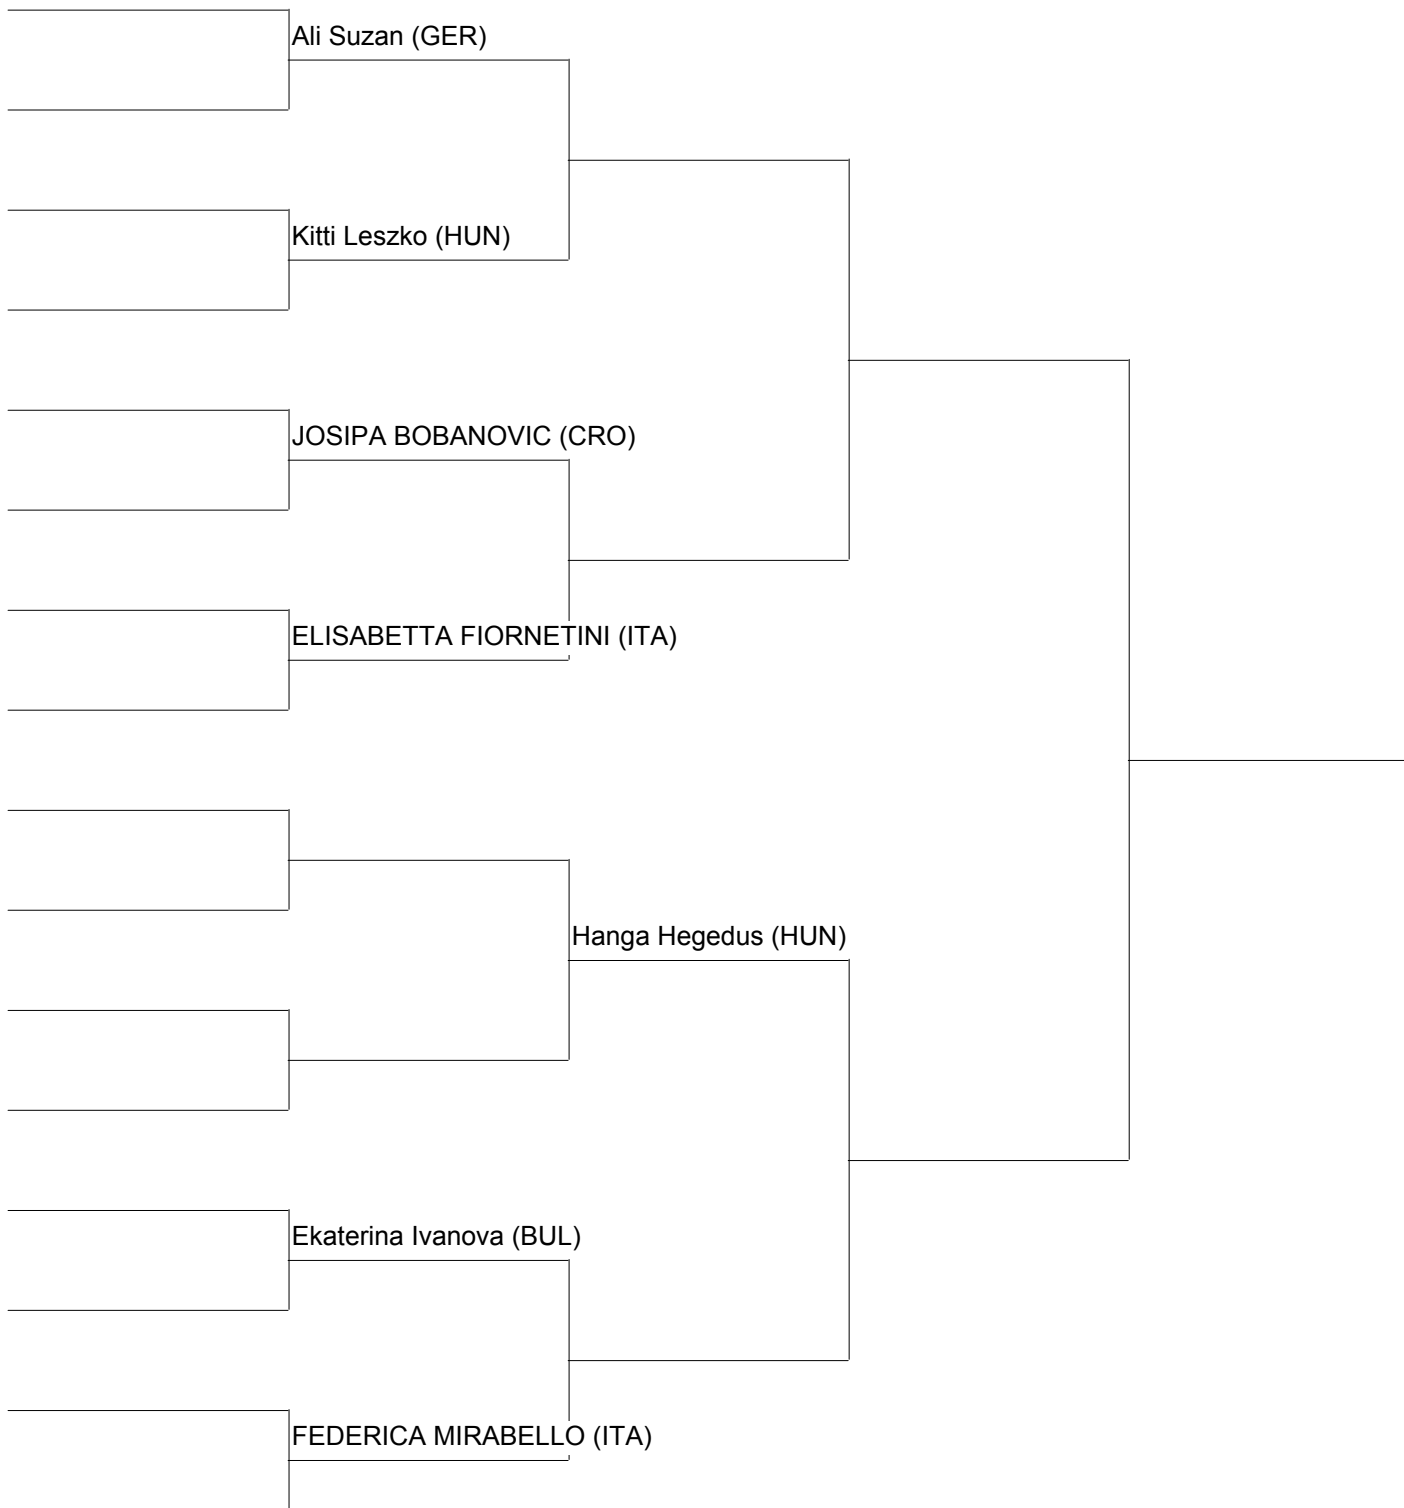 Ali Suzan (GER)
Kitti Leszko (HUN)
JOSIPA BOBANOVIC (CRO)
ELISABETTA FIORNETINI (ITA)
Hanga Hegedus (HUN)
Ekaterina Ivanova (BUL)
FEDERICA MIRABELLO (ITA)